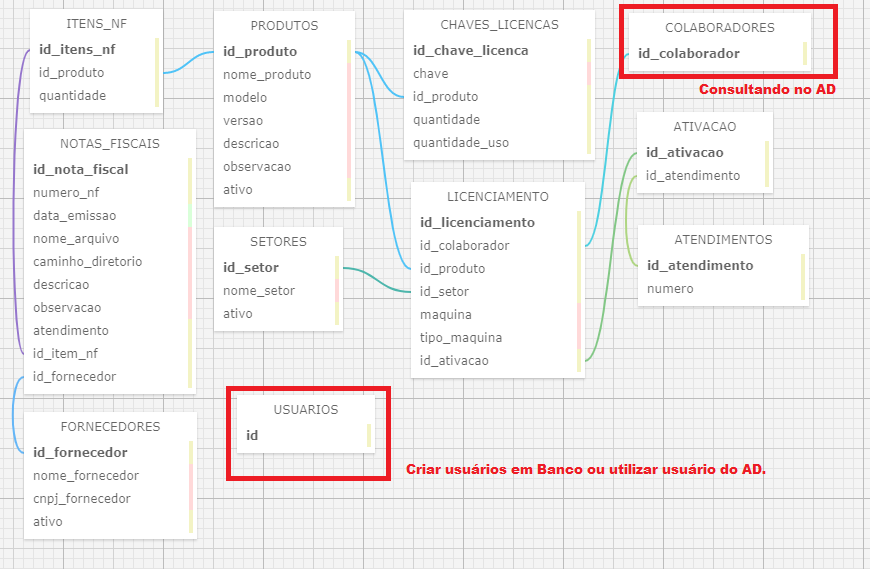 ITENS_NF
id_itens_nf
id_produto
quantidade
NOTAS_FISCAIS
id_nota_fiscal
numero_nf
data_emissao
nome_arquivo
caminho_diretorio
descricao
observacao
atendimento
id_item_nf
id_fornecedor
FORNECEDORES
id_fornecedor
nome_fornecedor
cnpj_fornecedor
ativo
PRODUTOS
id_produto
nome_produto
modelo
versao
descricao
observacao
ativo
SETORES
id_setor
nome_setor
ativo
USUARIOS
id
Criar usuários em Banco ou utilizar usuário do AD.
CHAVES_LICENCAS
id_chave_licenca
chave
id_produto
quantidade
quantidade_uso
LICENCIAMENTO
id_licenciamento
id_colaborador
id_produto
id_setor
maquina
tipo_maquina
id_ativacao
COLABORADORES
id_colaborador
Consultando no AD
ATIVACAO
id_ativacao
id_atendimento
ATENDIMENTOS
id_atendimento
numero